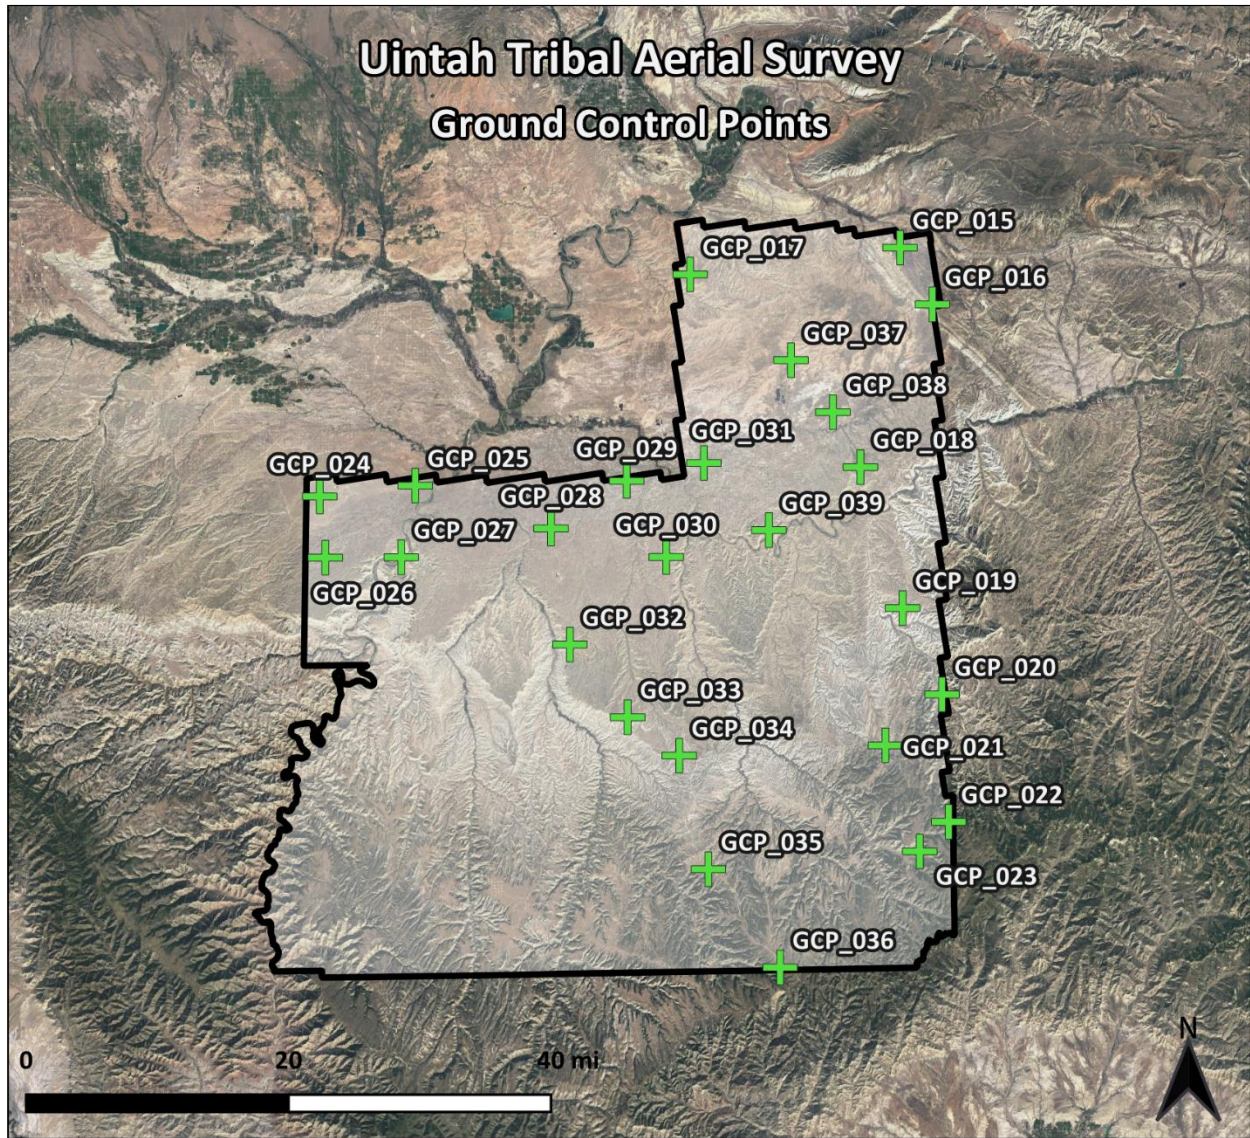 Uintah Tribal Aerial Survey
Ground Control Points
GCP_015
GCP_017
GCP_016
GCP_037
GCP_038
GCP_031
GCP_018
GCP_029
GCP_025
GCP_024
GCP_028
GCP_039
GCP_027
GCP_030
GCP_026
GCP_019
GCP_032
GCP_020
GCP_033
GCP_034
GCP_021
GCP_022
GCP_035
GCP_023
GCP_036
N
0 20 40 mi